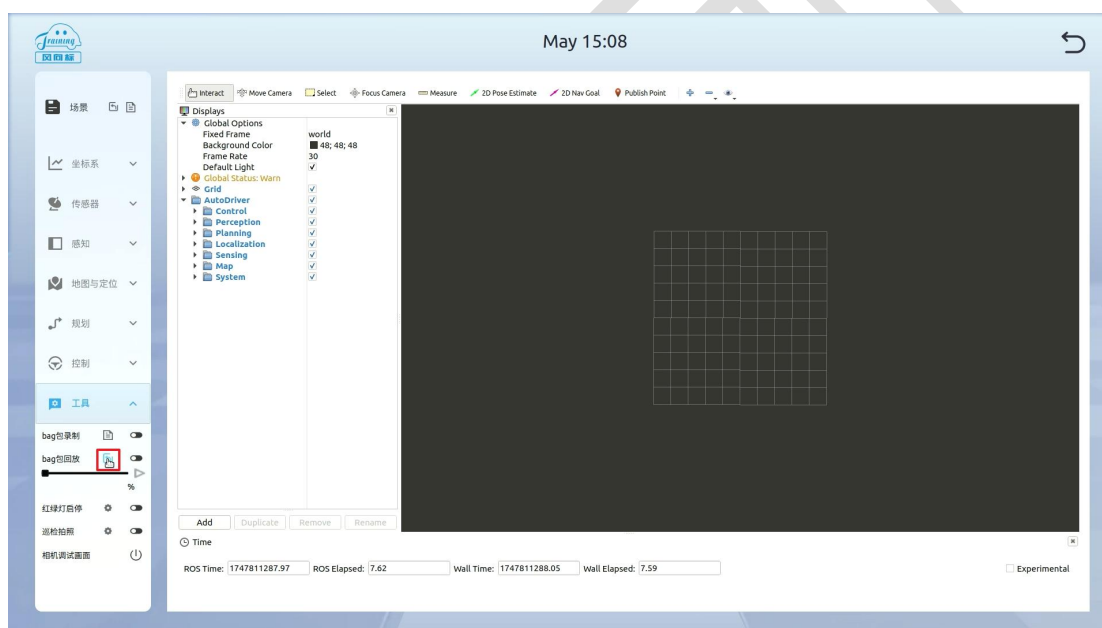 Training
风向标
May 15:08
场景
坐标系
传感器
感知
地图与定位
规划
控制
工具
bag包录制
bag包回放
%
红绿灯启停
巡检拍照
相机调试画面
Interact Move Camera Select Focus Camera Measure 2D Pose Estimate 2D Nav Goal Publish Point
Displays
Global Options
Fixed Frame world
Background Color 48; 48; 48
Frame Rate 30
Default Light
Global Status: Warn
Grid
AutoDriver
Control
Perception
Planning
Localization
Sensing
Map
System
Add Duplicate Remove Rename
Time
ROS Time: 1747811287.97 ROS Elapsed: 7.62 Wall Time: 1747811288.05 Wall Elapsed: 7.59 Experimental